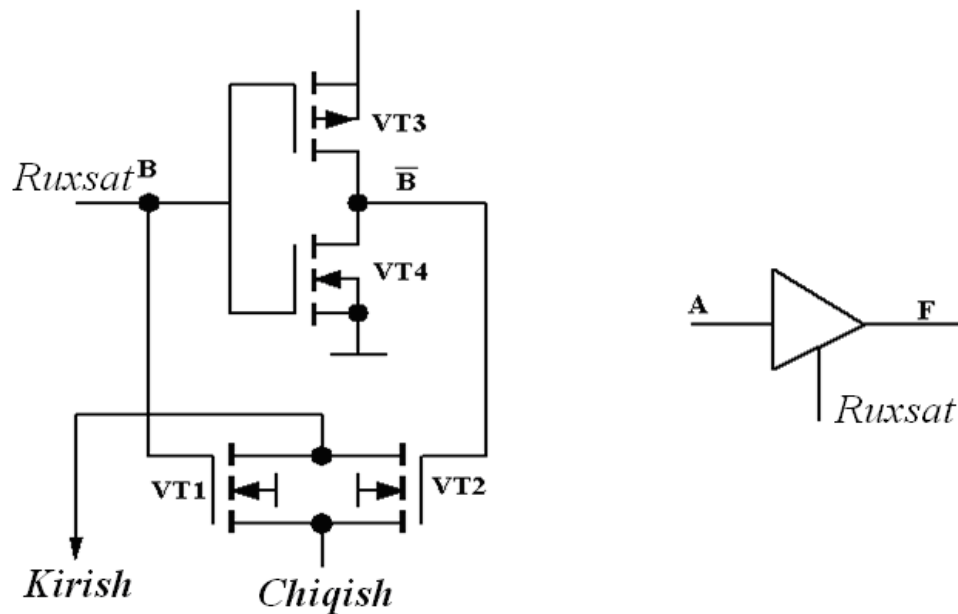 VT3
Ruxsat B
B̅
VT4
A
F
Ruxsat
VT1
VT2
Kirish
Chiqish